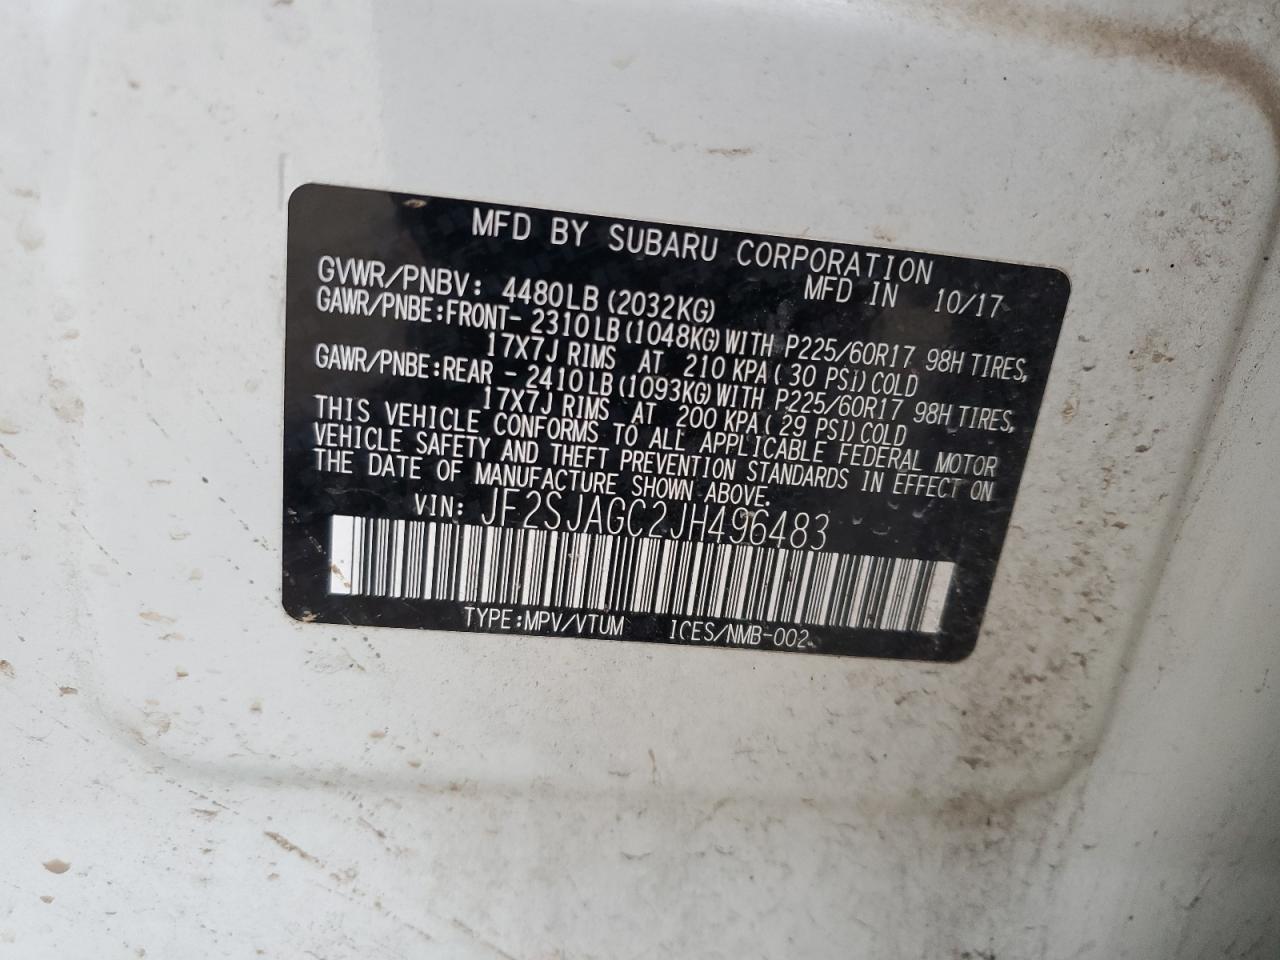 MFD BY SUBARU CORPORATION
MFD IN 10/17
GVWR/PNBV: 4480LB(2032KG)
GAWR/PNBE:FRONT- 2310LB(1048KG)WITH P225/60R17 98H TIRES,
17X7J RIMS AT 210 KPA( 30 PSI)COLD
GAWR/PNBE:REAR - 2410LB(1093KG)WITH P225/60R17 98H TIRES,
17X7J RIMS AT 200 KPA( 29 PSI)COLD
THIS VEHICLE CONFORMS TO ALL APPLICABLE FEDERAL MOTOR
VEHICLE SAFETY AND THEFT PREVENTION STANDARDS IN EFFECT ON
THE DATE OF MANUFACTURE SHOWN ABOVE.
VIN: JF2SJAGC2JH496483
TYPE:MPV/VTUM ICES/NMB-002